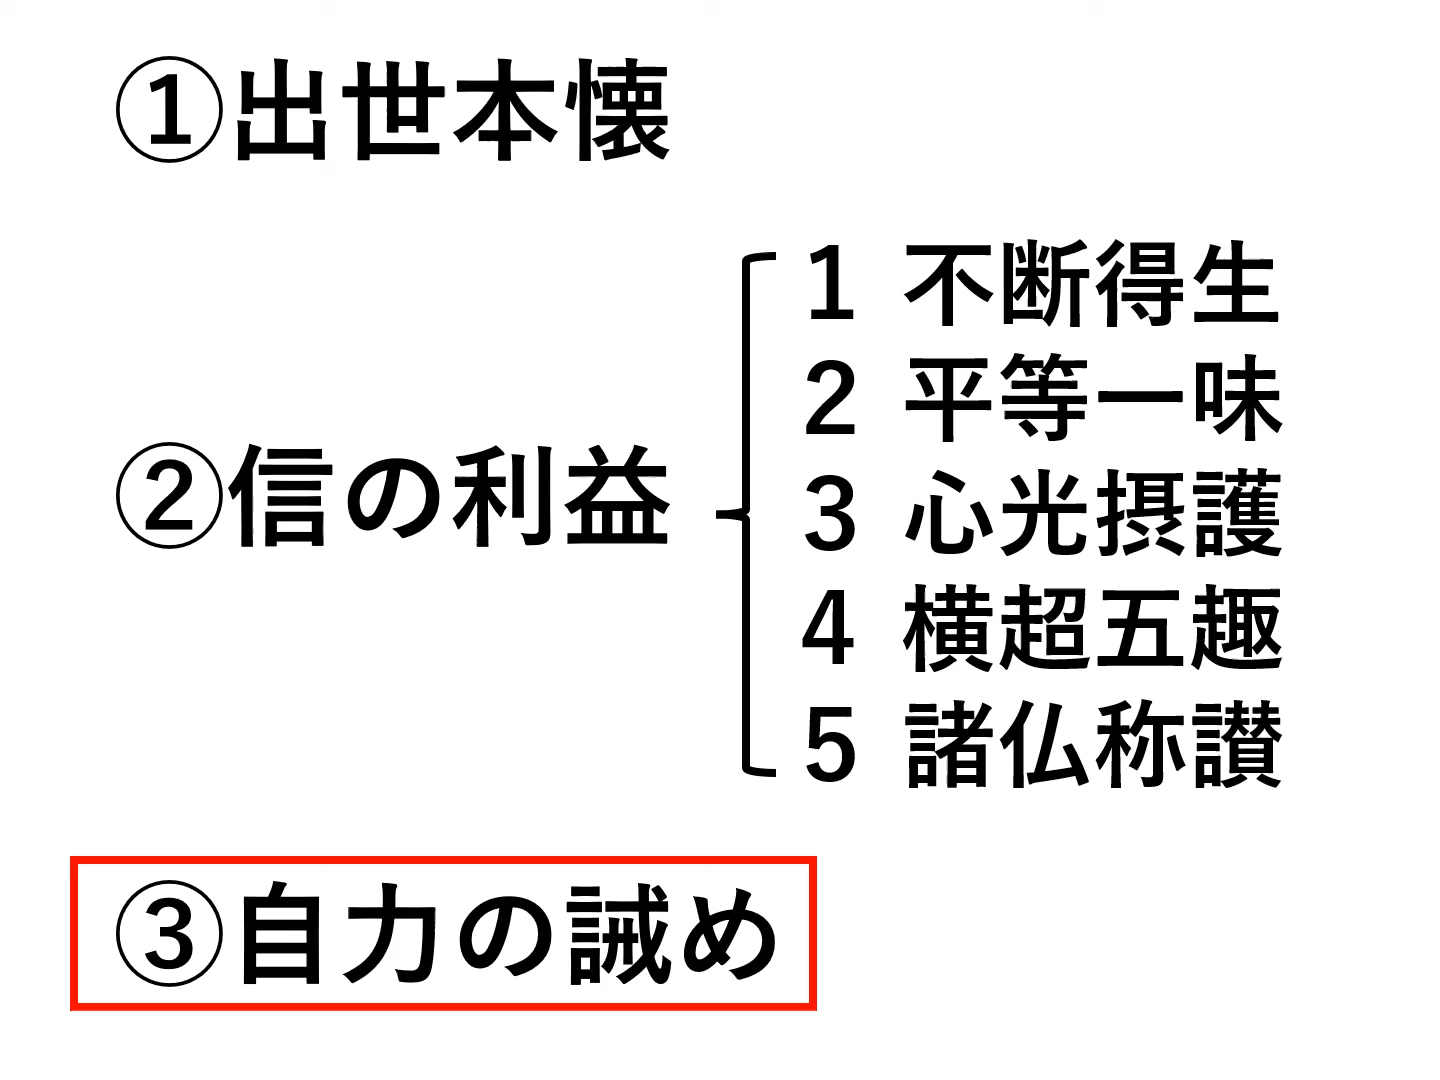 ①出世本懐
②信の利益
1 不断得生
2 平等一味
3 心光摂護
4 横超五趣
5 諸仏称讃
③自力の誡め